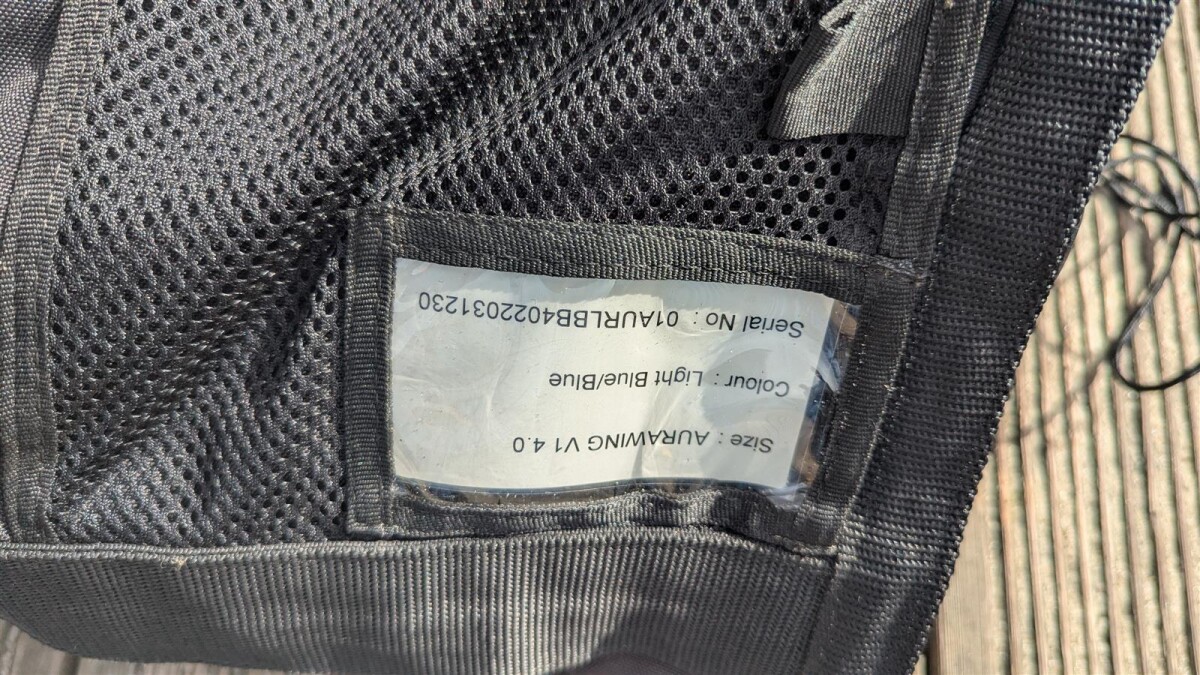 Size : AURAWING V1 4.0
Colour : Light Blue/Blue
Serial No : 01AURLBB4022031230